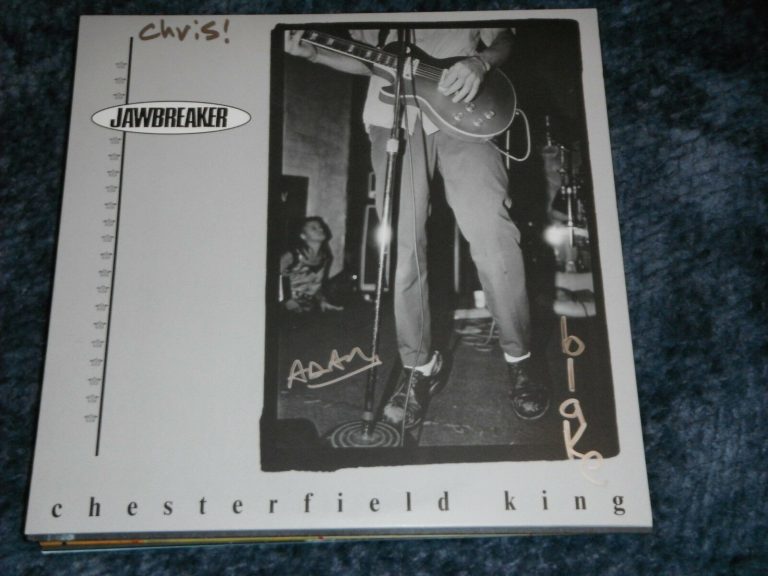 chris!
JAWBREAKER
ADAM
blake
chesterfield king